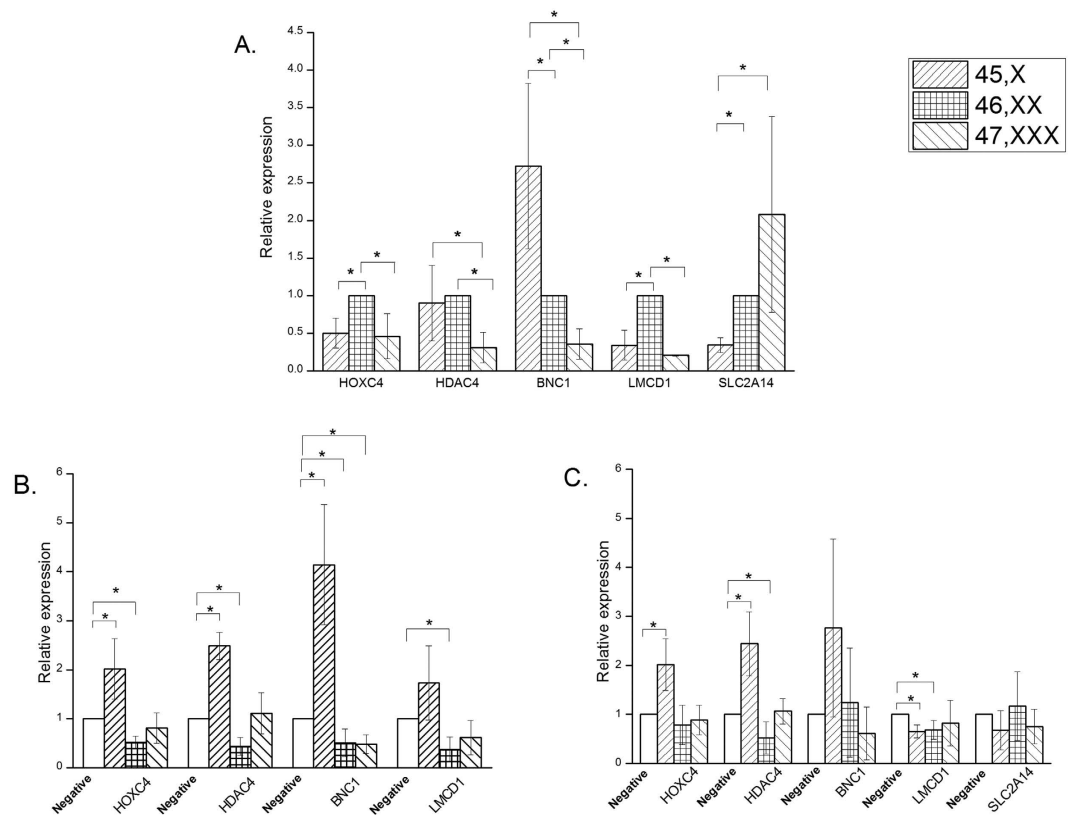 A.
Relative expression
4.5
4.0
3.5
3.0
2.5
2.0
1.5
1.0
0.5
0.0
* * * * * * * * * * *
HOXC4 HDAC4 BNC1 LMCD1 SLC2A14
45,X
46,XX
47,XXX
B.
Relative expression
6
5
4
3
2
1
0
* * * * * * * *
Negative HOXC4 Negative HDAC4 Negative BNC1 Negative LMCD1
C.
Relative expression
6
5
4
3
2
1
0
* * * * *
Negative HOXC4 Negative HDAC4 Negative BNC1 Negative LMCD1 Negative SLC2A14